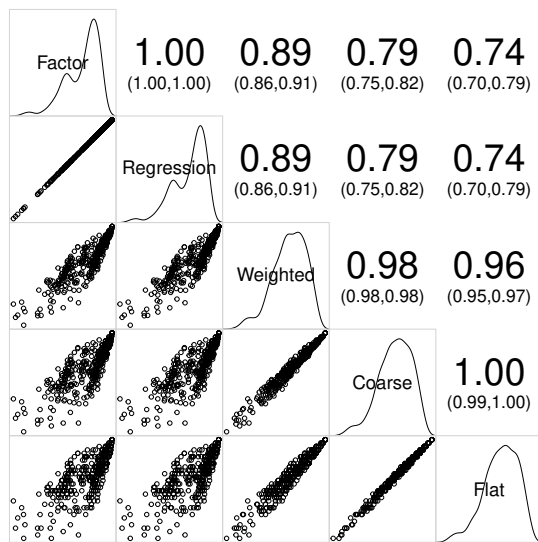 Factor
1.00 0.89 0.79 0.74
(1.00,1.00) (0.86,0.91) (0.75,0.82) (0.70,0.79)
Regression
0.89 0.79 0.74
(0.86,0.91) (0.75,0.82) (0.70,0.79)
Weighted
0.98 0.96
(0.98,0.98) (0.95,0.97)
Coarse
1.00
(0.99,1.00)
Flat